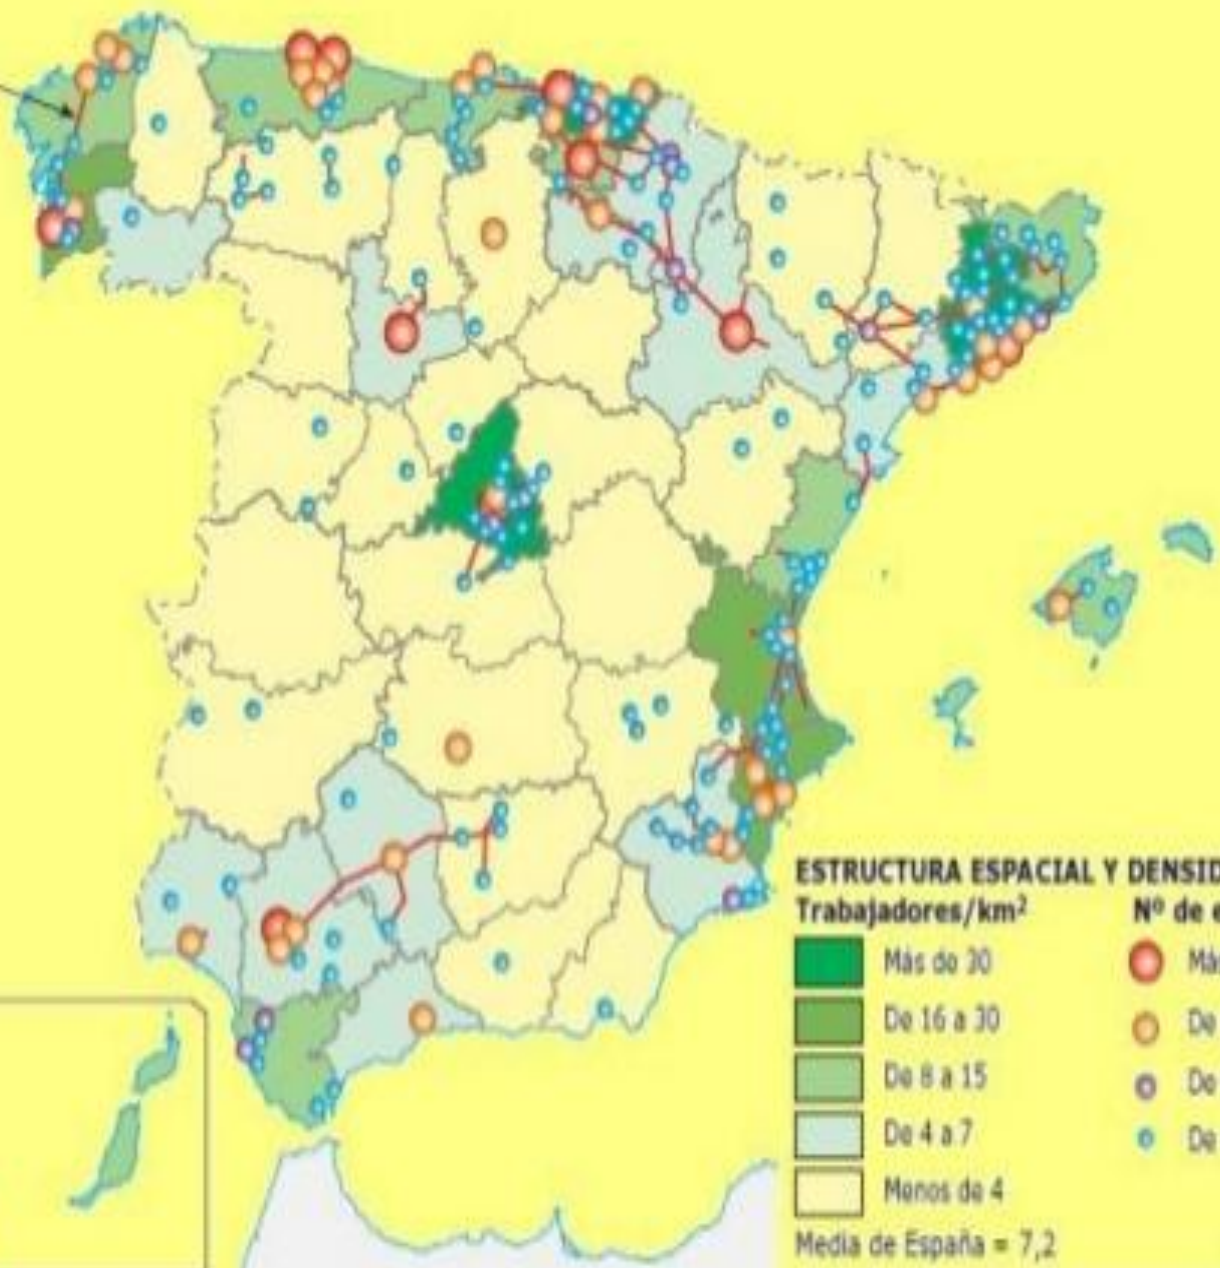 ESTRUCTURA ESPACIAL Y DENSID
Trabajadores/km²
Nº de e
Más de 30
Má
De 16 a 30
De
De 8 a 15
De
De 4 a 7
De
Menos de 4
Media de España = 7,2